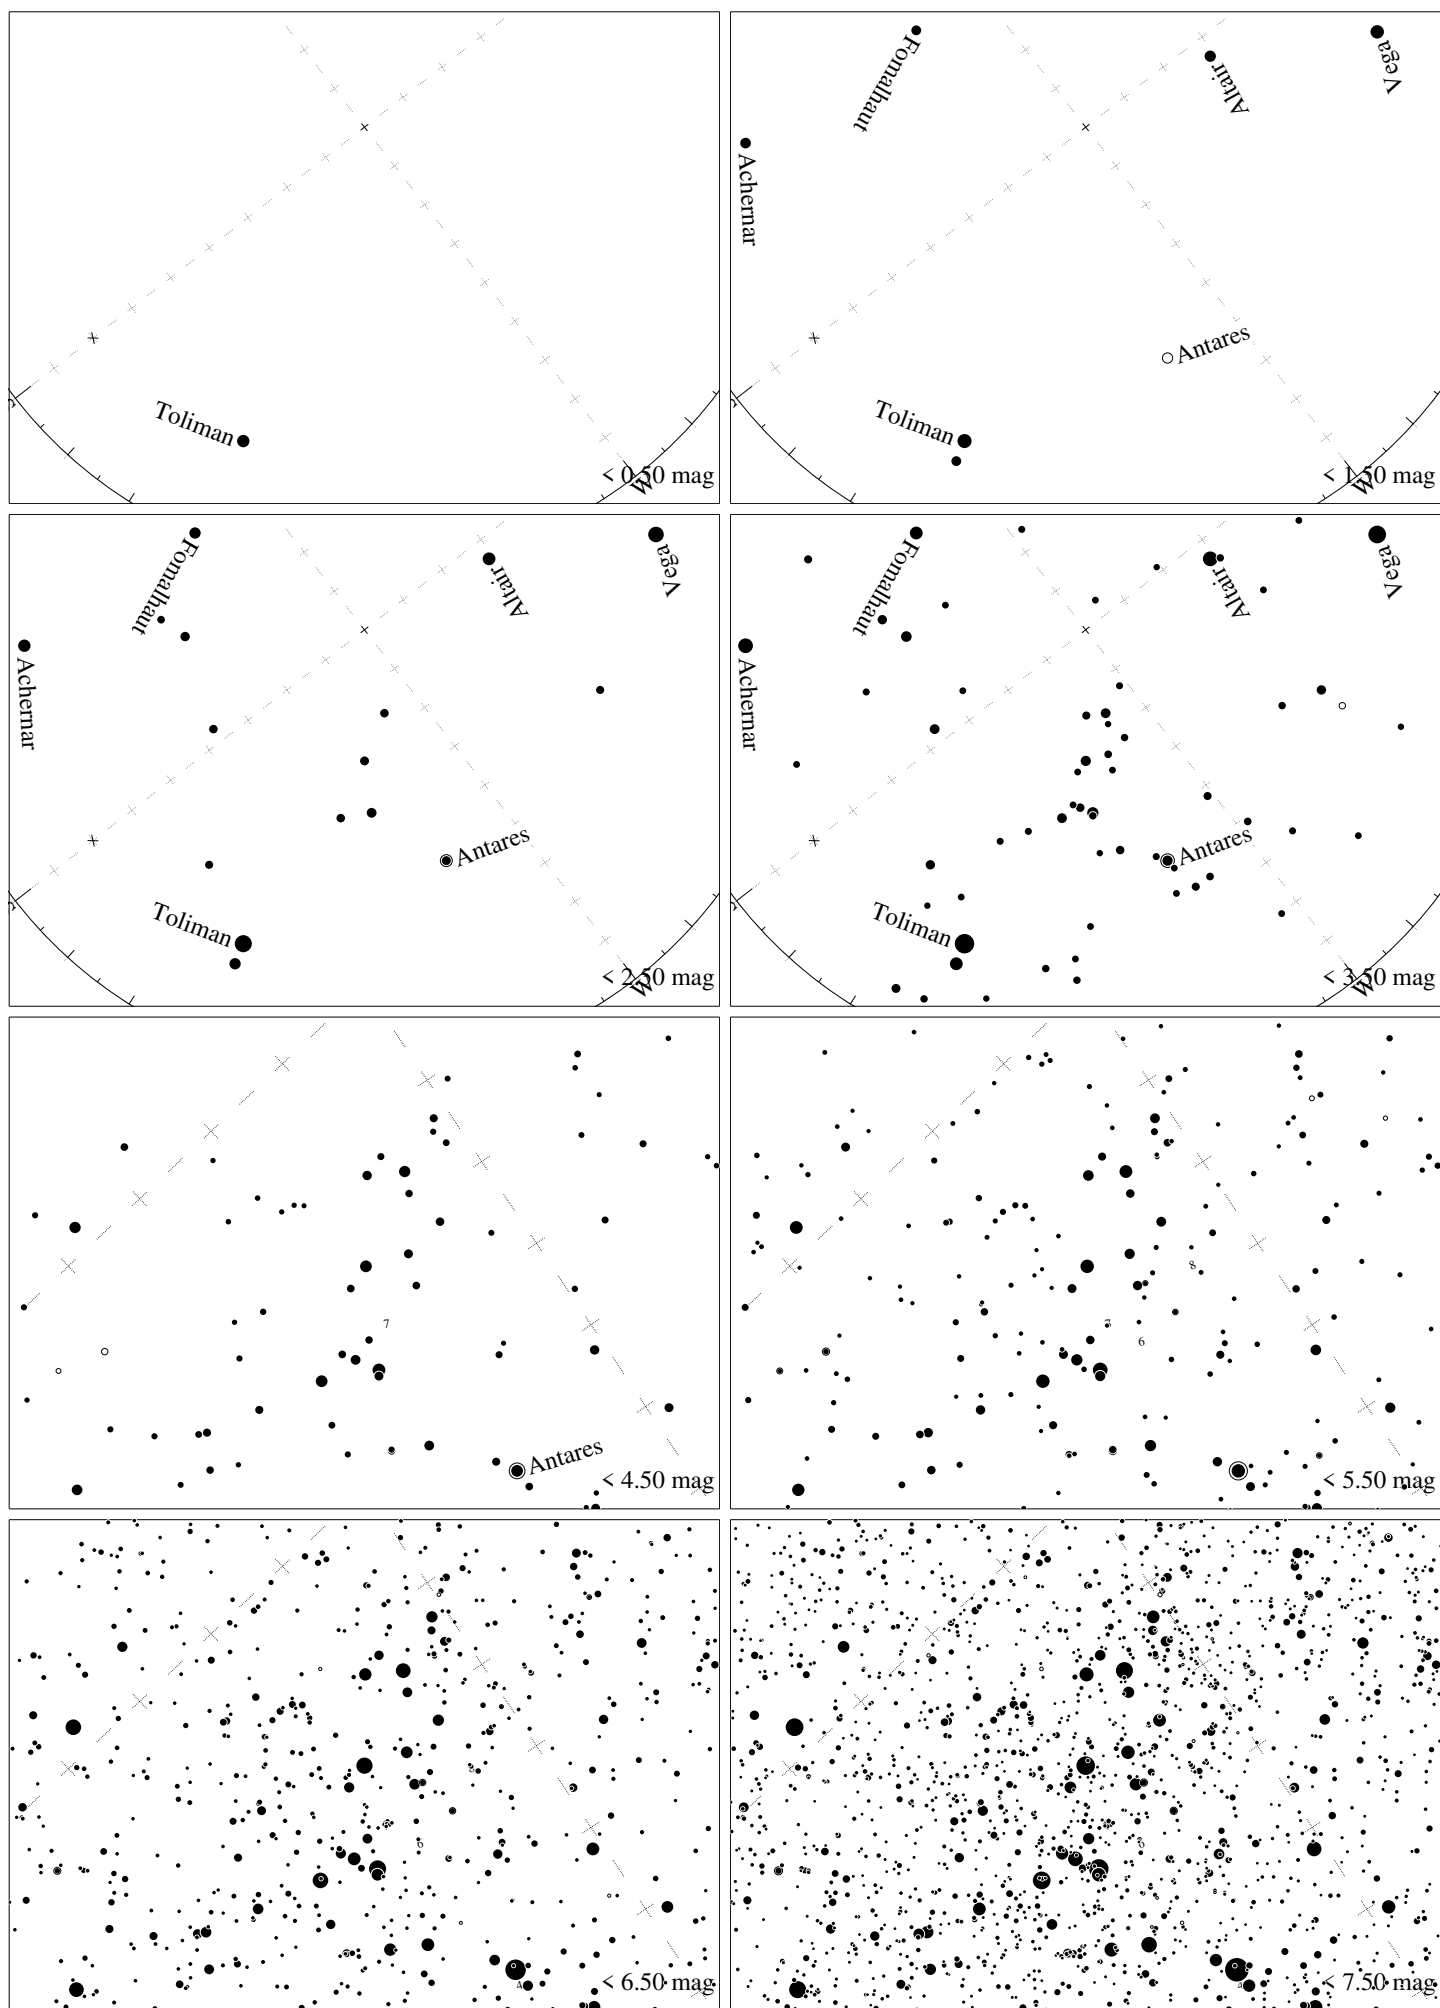 Toliman
W
< 0.50 mag
Fomalhaut
Altair
Vega
Achernar
Antares
Toliman
W
< 1.50 mag
Fomalhaut
Altair
Vega
Achernar
Antares
Toliman
W
< 2.50 mag
Fomalhaut
Altair
Vega
Achernar
Antares
Toliman
W
< 3.50 mag
7
Antares
< 4.50 mag
8
7
6
< 5.50 mag
6
< 6.50 mag
< 7.50 mag